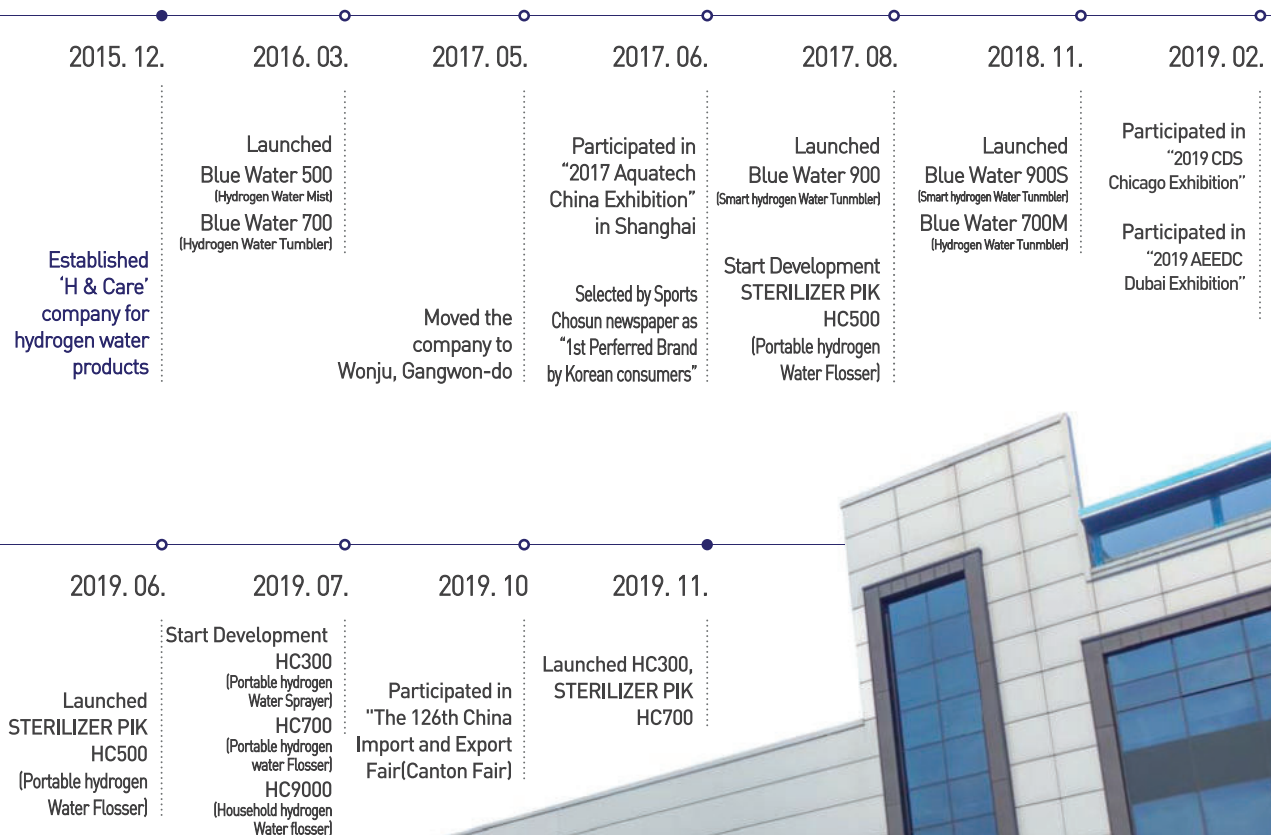 2015. 12.
2016. 03.
2017. 05.
2017. 06.
2017. 08.
2018. 11.
2019. 02.
Established
‘H & Care’
company for
hydrogen water
products
Launched
Blue Water 500
(Hydrogen Water Mist)
Blue Water 700
(Hydrogen Water Tumbler)
Moved the
company to
Wonju, Gangwon-do
Participated in
“2017 Aquatech
China Exhibition”
in Shanghai
Selected by Sports
Chosun newspaper as
“1st Perferred Brand
by Korean consumers”
Launched
Blue Water 900
(Smart hydrogen Water Tunmbler)
Start Development
STERILIZER PIK
HC500
(Portable hydrogen
Water Flosser)
Launched
Blue Water 900S
(Smart hydrogen Water Tunmbler)
Blue Water 700M
(Hydrogen Water Tunmbler)
Participated in
“2019 CDS
Chicago Exhibition”
Participated in
“2019 AEEDC
Dubai Exhibition”
2019. 06.
2019. 07.
2019. 10
2019. 11.
Launched
STERILIZER PIK
HC500
(Portable hydrogen
Water Flosser)
Start Development
HC300
(Portable hydrogen
Water Sprayer)
HC700
(Portable hydrogen
water Flosser)
HC9000
(Household hydrogen
Water flosser)
Participated in
"The 126th China
Import and Export
Fair(Canton Fair)
Launched HC300,
STERILIZER PIK
HC700